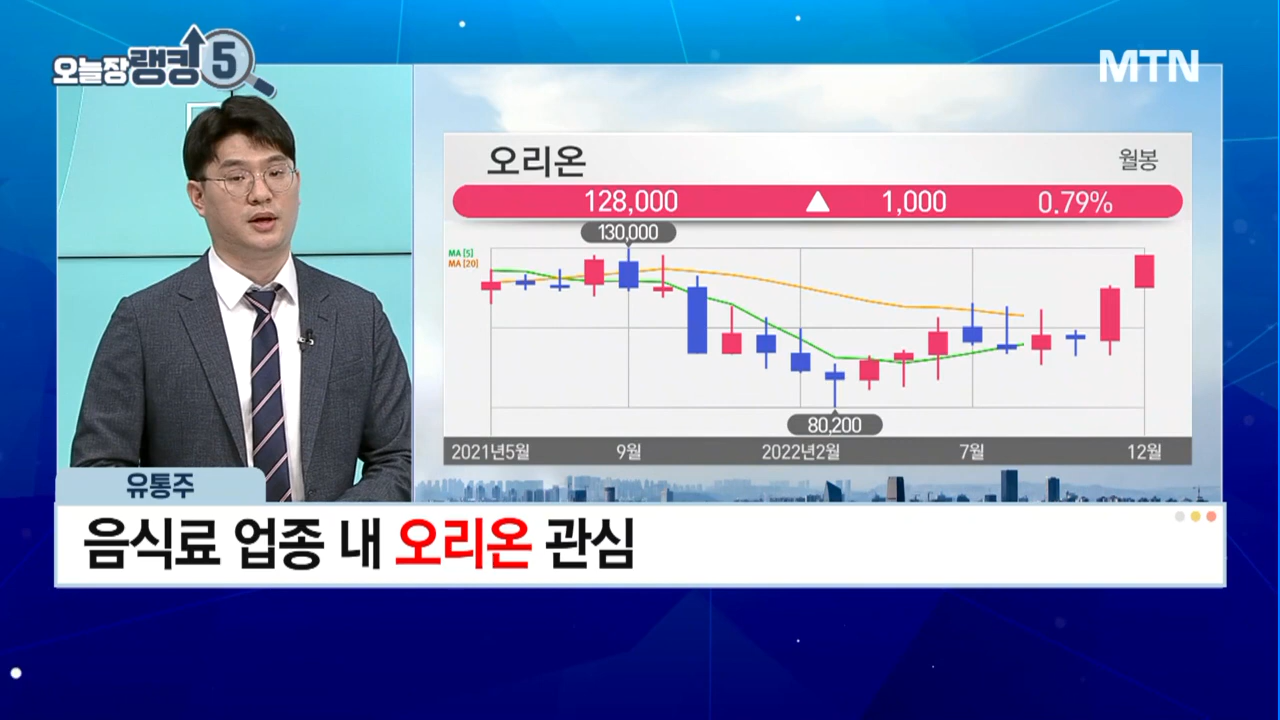 오늘장랭킹5
MTN
오리온
월봉
128,000 ▲ 1,000 0.79%
130,000
MA [5]
MA [20]
80,200
2021년5월 9월 2022년2월 7월 12월
유통주
음식료 업종 내 오리온 관심